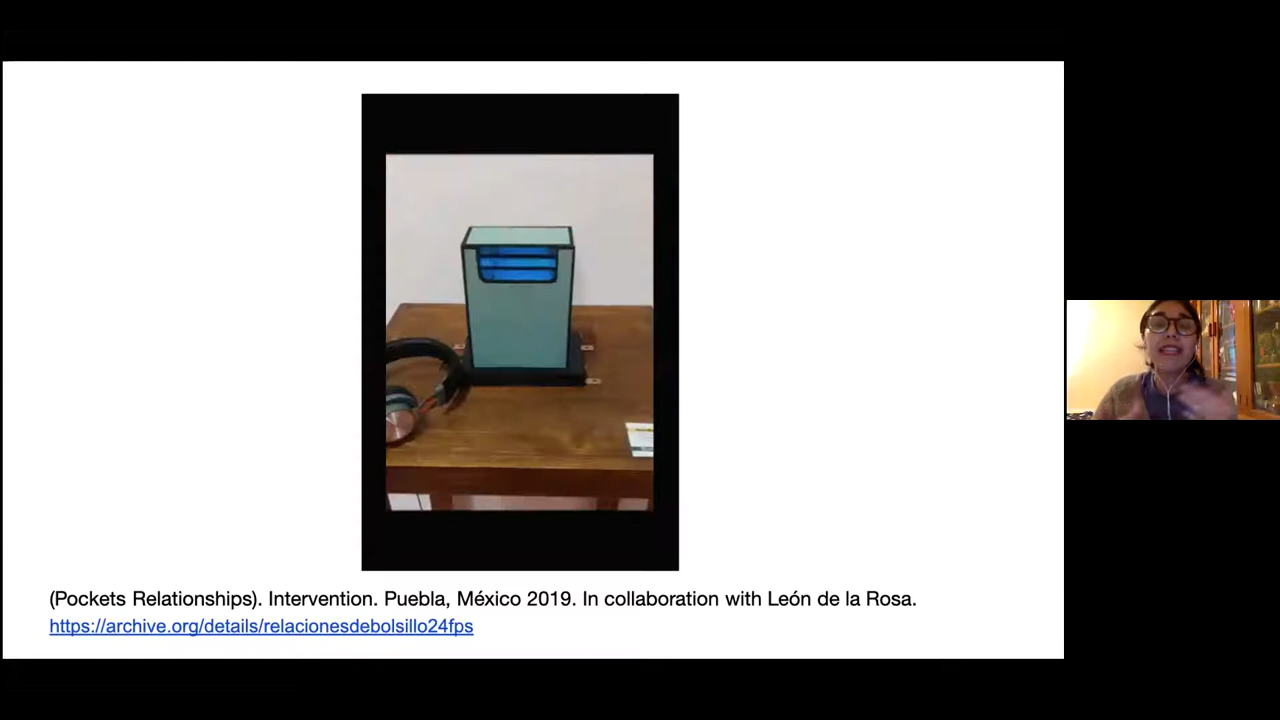 (Pockets Relationships). Intervention. Puebla, México 2019. In collaboration with León de la Rosa.
https://archive.org/details/relacionesdebolsillo24fps